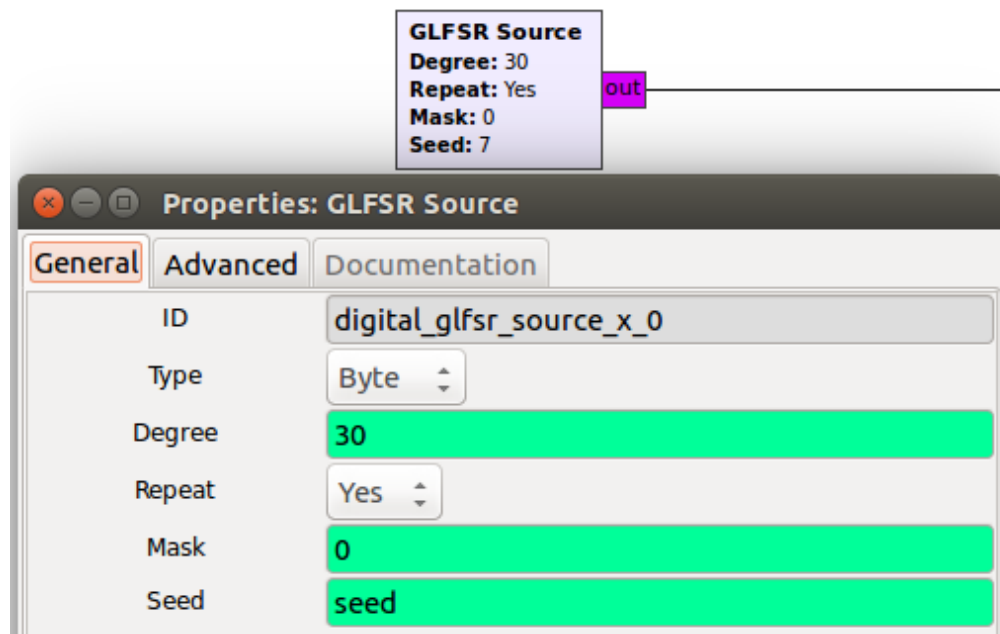 GLFSR Source
Degree: 30
Repeat: Yes
Mask: 0
Seed: 7
out
Properties: GLFSR Source
General Advanced Documentation
ID digital_glfsr_source_x_0
Type Byte
Degree 30
Repeat Yes
Mask 0
Seed seed